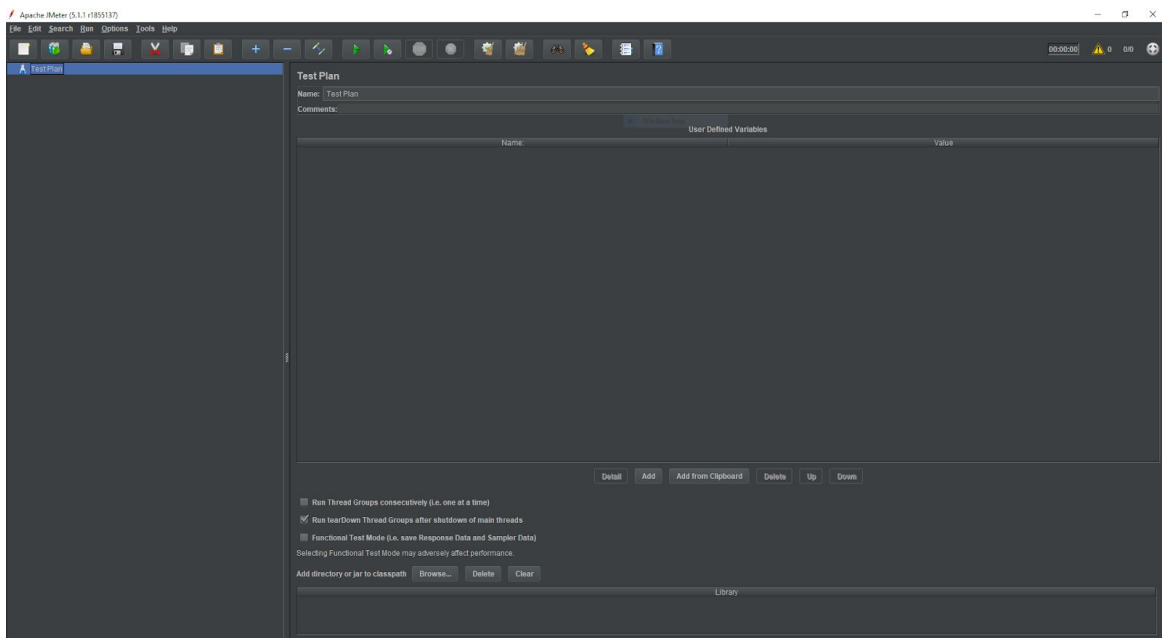 Apache JMeter (5.1.1 r1855137)
File Edit Search Run Options Tools Help
00:00:00 0 0/0
Test Plan
Test Plan
Name: Test Plan
Comments:
User Defined Variables
Name: Value
Detail Add Add from Clipboard Delete Up Down
Run Thread Groups consecutively (i.e. one at a time)
Run tearDown Thread Groups after shutdown of main threads
Functional Test Mode (i.e. save Response Data and Sampler Data)
Selecting Functional Test Mode may adversely affect performance.
Add directory or jar to classpath Browse... Delete Clear
Library